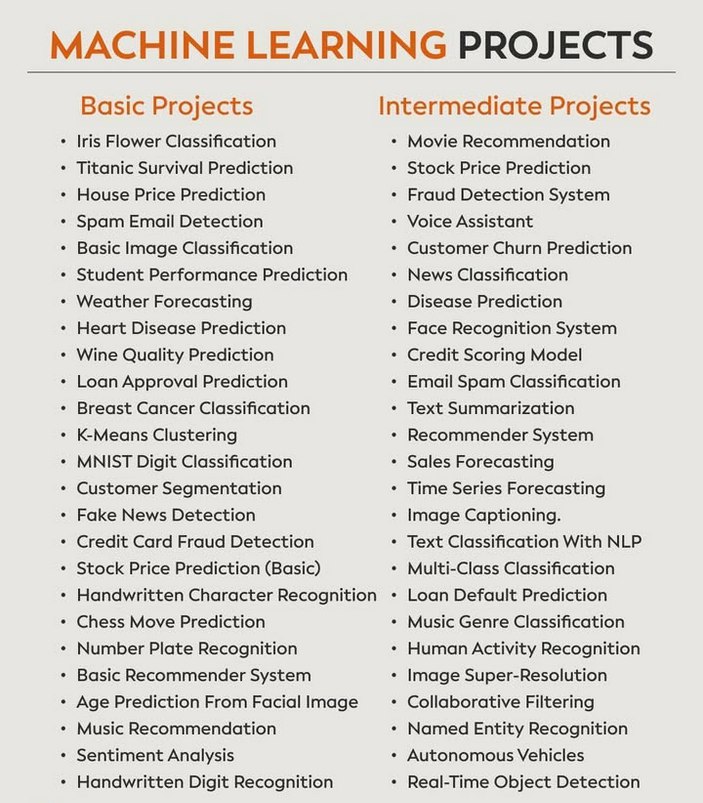 MACHINE LEARNING PROJECTS
Basic Projects
• Iris Flower Classification
• Titanic Survival Prediction
• House Price Prediction
• Spam Email Detection
• Basic Image Classification
• Student Performance Prediction
• Weather Forecasting
• Heart Disease Prediction
• Wine Quality Prediction
• Loan Approval Prediction
• Breast Cancer Classification
• K-Means Clustering
• MNIST Digit Classification
• Customer Segmentation
• Fake News Detection
• Credit Card Fraud Detection
• Stock Price Prediction (Basic)
• Handwritten Character Recognition
• Chess Move Prediction
• Number Plate Recognition
• Basic Recommender System
• Age Prediction From Facial Image
• Music Recommendation
• Sentiment Analysis
• Handwritten Digit Recognition
Intermediate Projects
• Movie Recommendation
• Stock Price Prediction
• Fraud Detection System
• Voice Assistant
• Customer Churn Prediction
• News Classification
• Disease Prediction
• Face Recognition System
• Credit Scoring Model
• Email Spam Classification
• Text Summarization
• Recommender System
• Sales Forecasting
• Time Series Forecasting
• Image Captioning.
• Text Classification With NLP
• Multi-Class Classification
• Loan Default Prediction
• Music Genre Classification
• Human Activity Recognition
• Image Super-Resolution
• Collaborative Filtering
• Named Entity Recognition
• Autonomous Vehicles
• Real-Time Object Detection